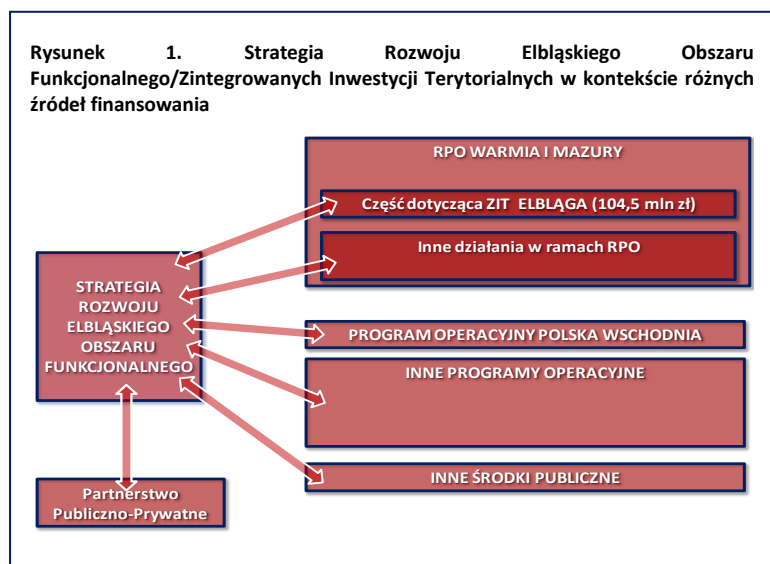 Rysunek 1. Strategia Rozwoju Elbląskiego Obszaru
Funkcjonalnego/Zintegrowanych Inwestycji Terytorialnych w kontekście różnych
źródeł finansowania
RPO WARMIA I MAZURY
Część dotycząca ZIT ELBLĄGA (104,5 mln zł)
Inne działania w ramach RPO
STRATEGIA
ROZWOJU
ELBLĄSKIEGO
OBSZARU
FUNKCJONALNEGO
PROGRAM OPERACYJNY POLSKA WSCHODNIA
INNE PROGRAMY OPERACYJNE
INNE ŚRODKI PUBLICZNE
Partnerstwo
Publiczno-Prywatne